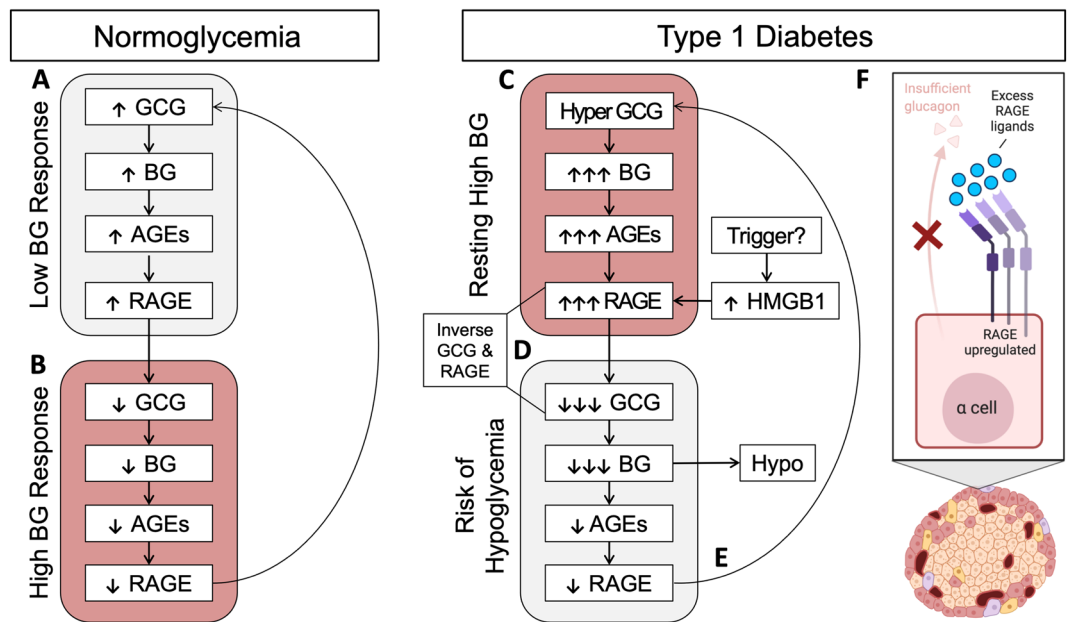 Normoglycemia
Type 1 Diabetes
A
Low BG Response
↑ GCG
↑ BG
↑ AGEs
↑ RAGE
B
High BG Response
↓ GCG
↓ BG
↓ AGEs
↓ RAGE
C
Resting High BG
Hyper GCG
↑↑↑ BG
↑↑↑ AGEs
↑↑↑ RAGE
Trigger?
↑ HMGB1
Inverse
GCG &
RAGE
D
Risk of
Hypoglycemia
↓↓↓ GCG
↓↓↓ BG
Hypo
↓ AGEs
↓ RAGE
E
F
Insufficient
glucagon
Excess
RAGE
ligands
RAGE
upregulated
α cell